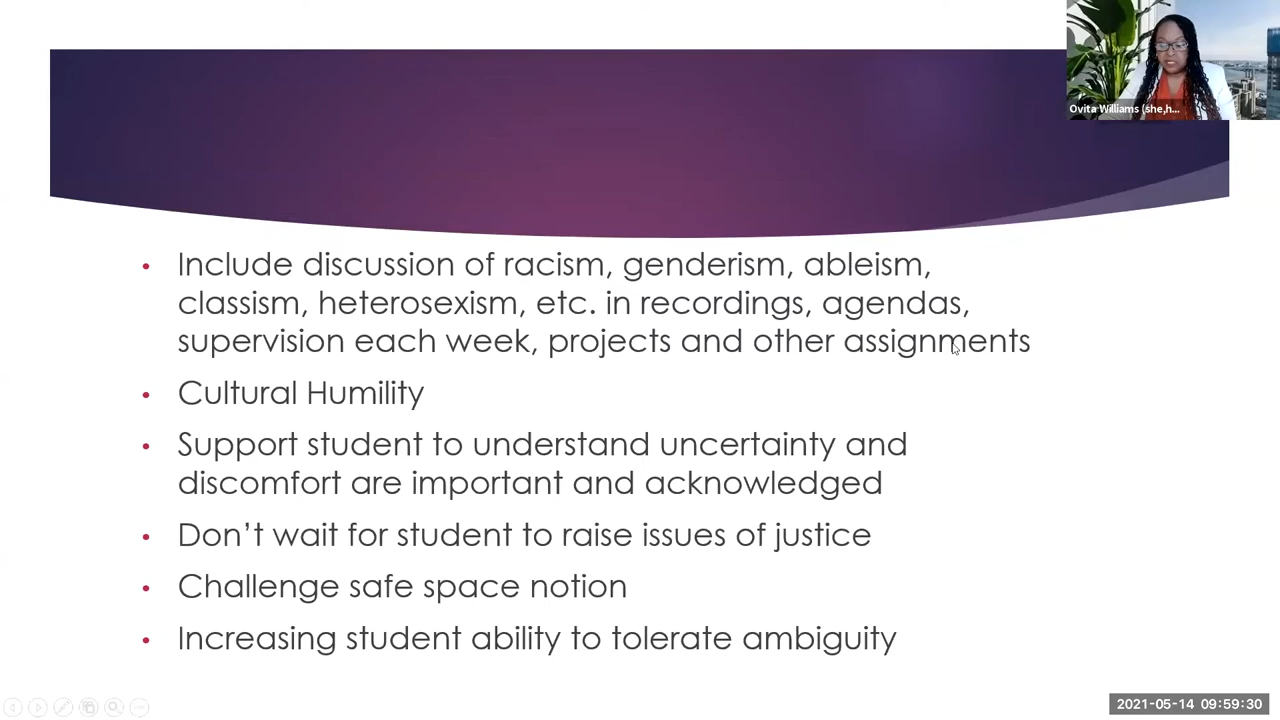 Ovita Williams (she,h...
• Include discussion of racism, genderism, ableism,
classism, heterosexism, etc. in recordings, agendas,
supervision each week, projects and other assignments
• Cultural Humility
• Support student to understand uncertainty and
discomfort are important and acknowledged
• Don’t wait for student to raise issues of justice
• Challenge safe space notion
• Increasing student ability to tolerate ambiguity
2021-05-14 09:59:30